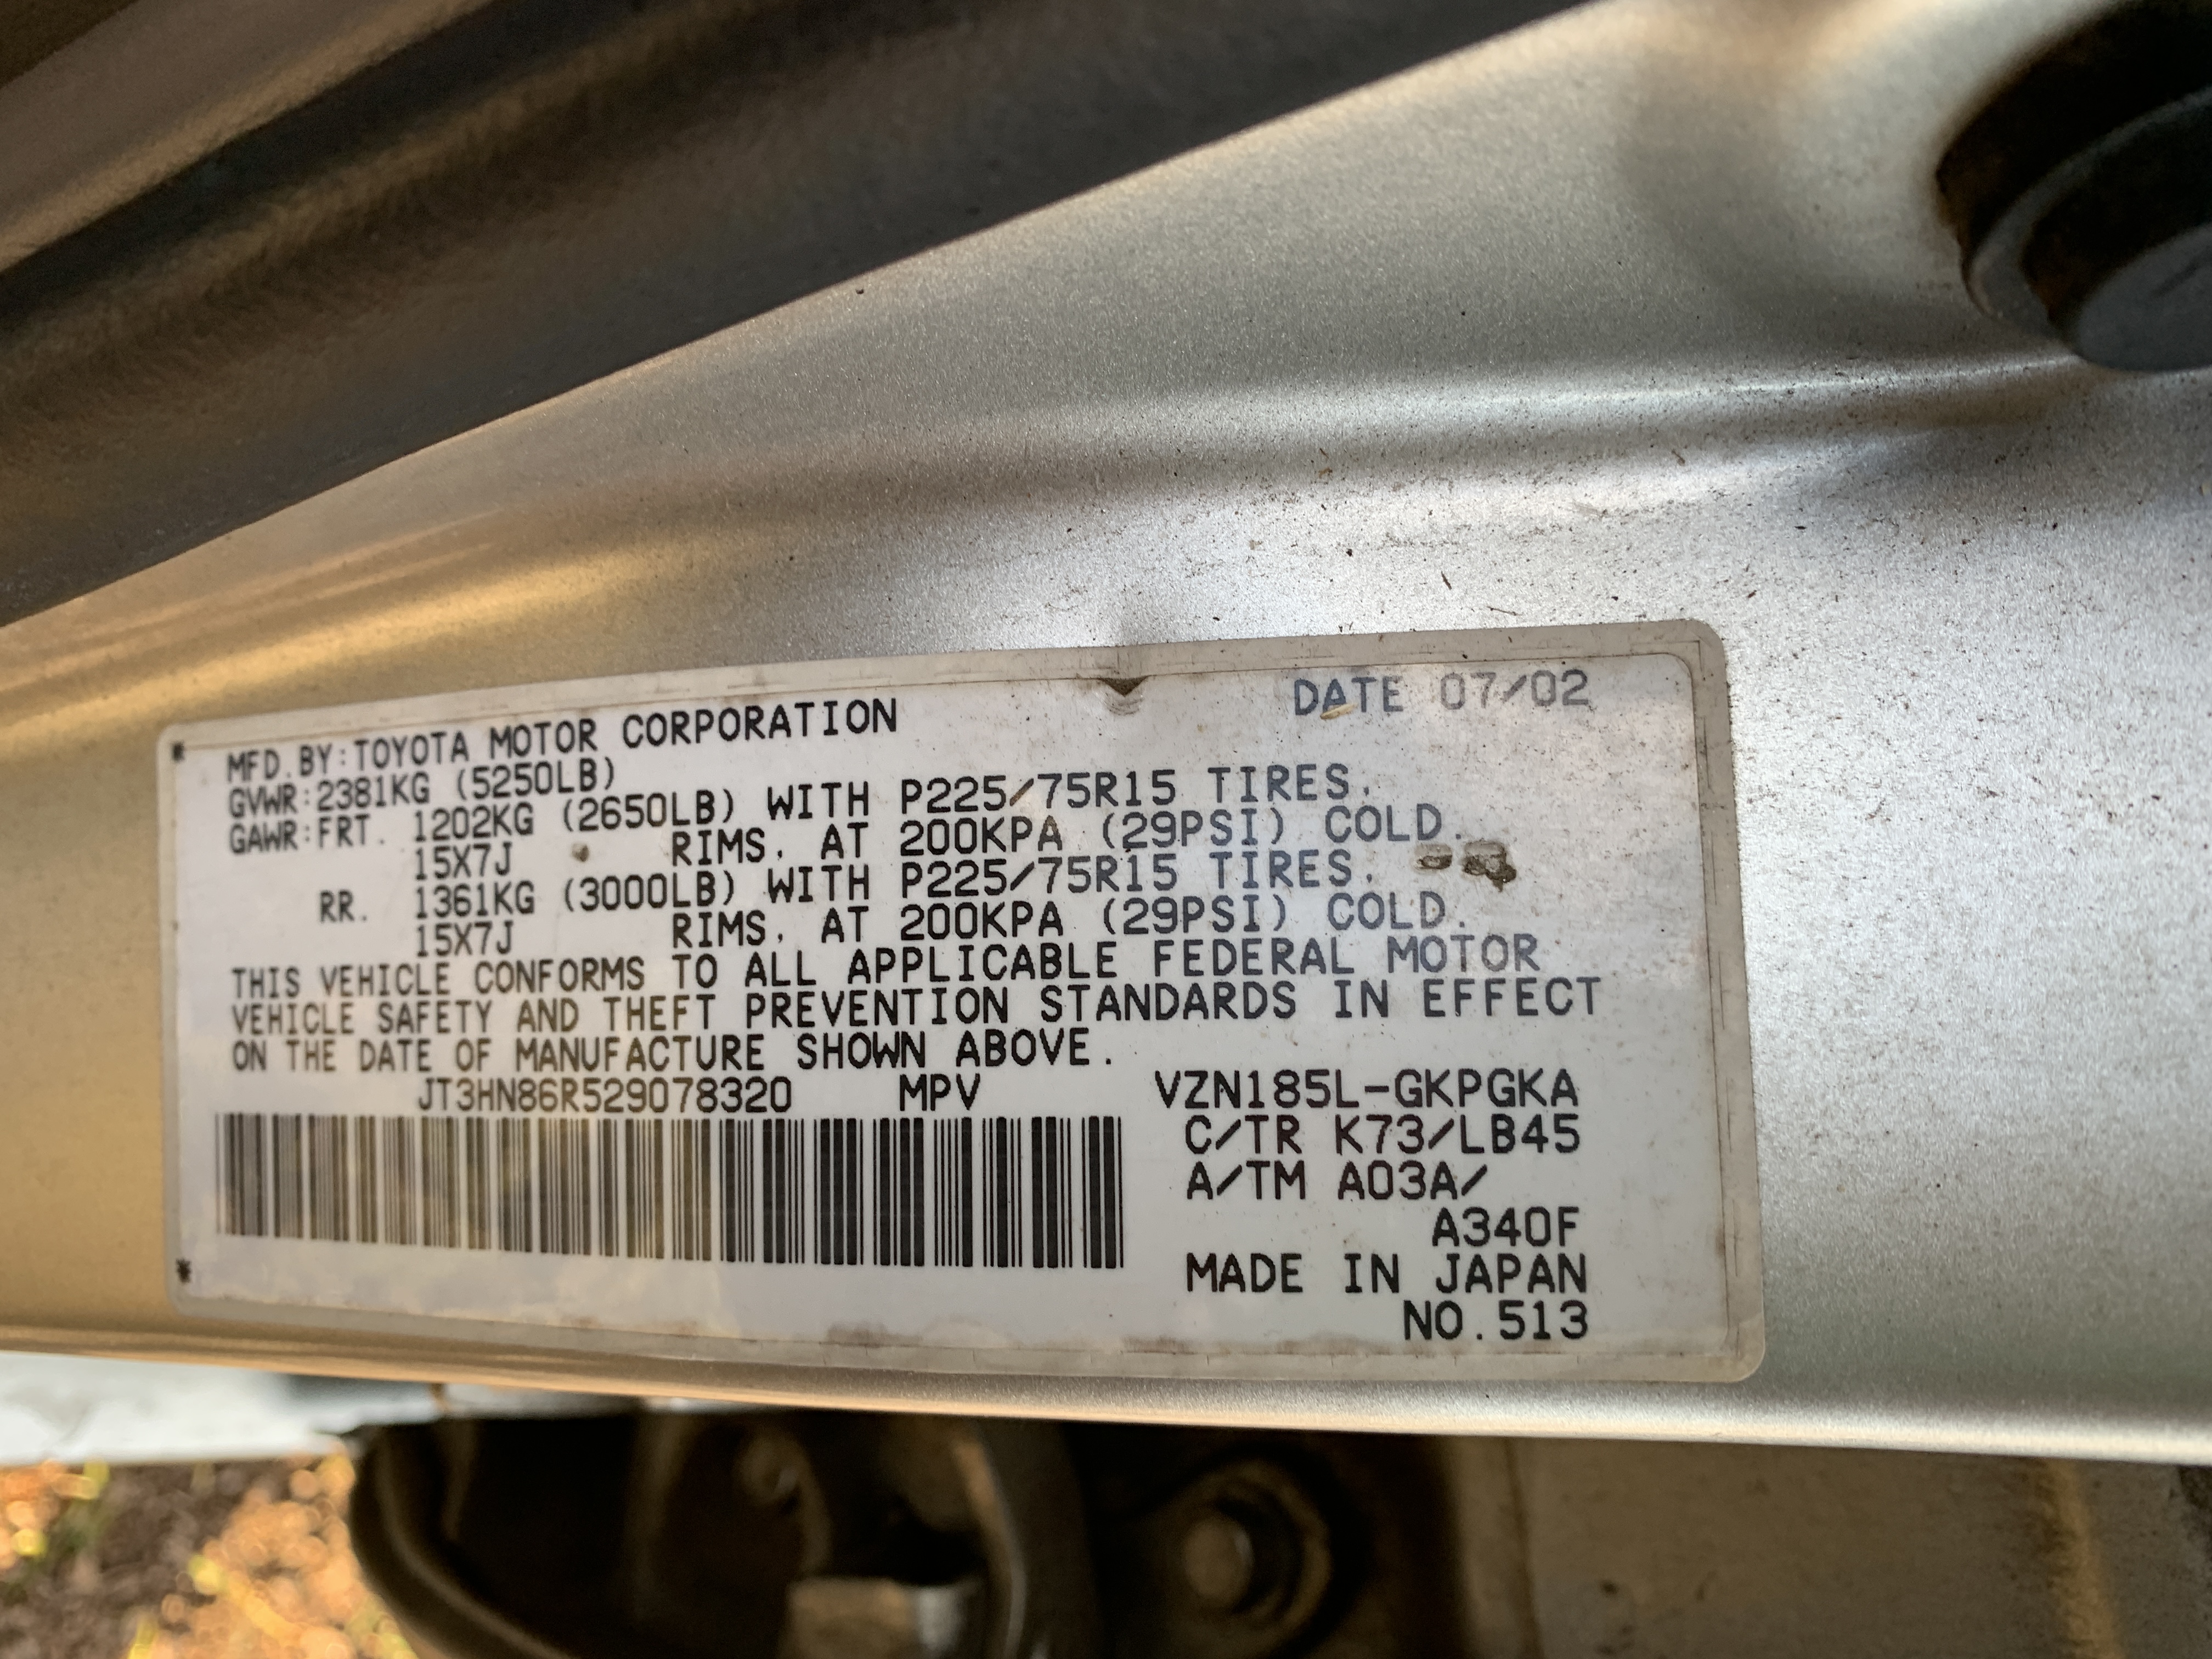 DATE 07/02
MFD.BY:TOYOTA MOTOR CORPORATION
GVWR:2381KG (5250LB)
GAWR:FRT. 1202KG (2650LB) WITH P225/75R15 TIRES.
15X7J RIMS, AT 200KPA (29PSI) COLD.
RR. 1361KG (3000LB) WITH P225/75R15 TIRES.
15X7J RIMS, AT 200KPA (29PSI) COLD.
THIS VEHICLE CONFORMS TO ALL APPLICABLE FEDERAL MOTOR
VEHICLE SAFETY AND THEFT PREVENTION STANDARDS IN EFFECT
ON THE DATE OF MANUFACTURE SHOWN ABOVE.
JT3HN86R529078320 MPV VZN185L-GKPGKA
C/TR K73/LB45
A/TM A03A/
A340F
MADE IN JAPAN
NO.513